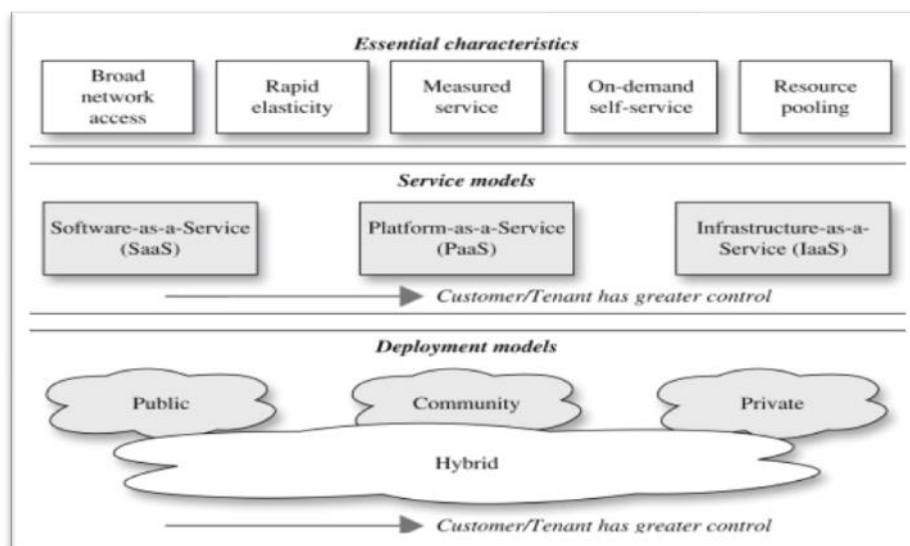 Essential characteristics
Broad
network
access
Rapid
elasticity
Measured
service
On-demand
self-service
Resource
pooling
Service models
Software-as-a-Service
(SaaS)
Platform-as-a-Service
(PaaS)
Infrastructure-as-a-
Service (IaaS)
Customer/Tenant has greater control
Deployment models
Public
Community
Private
Hybrid
Customer/Tenant has greater control